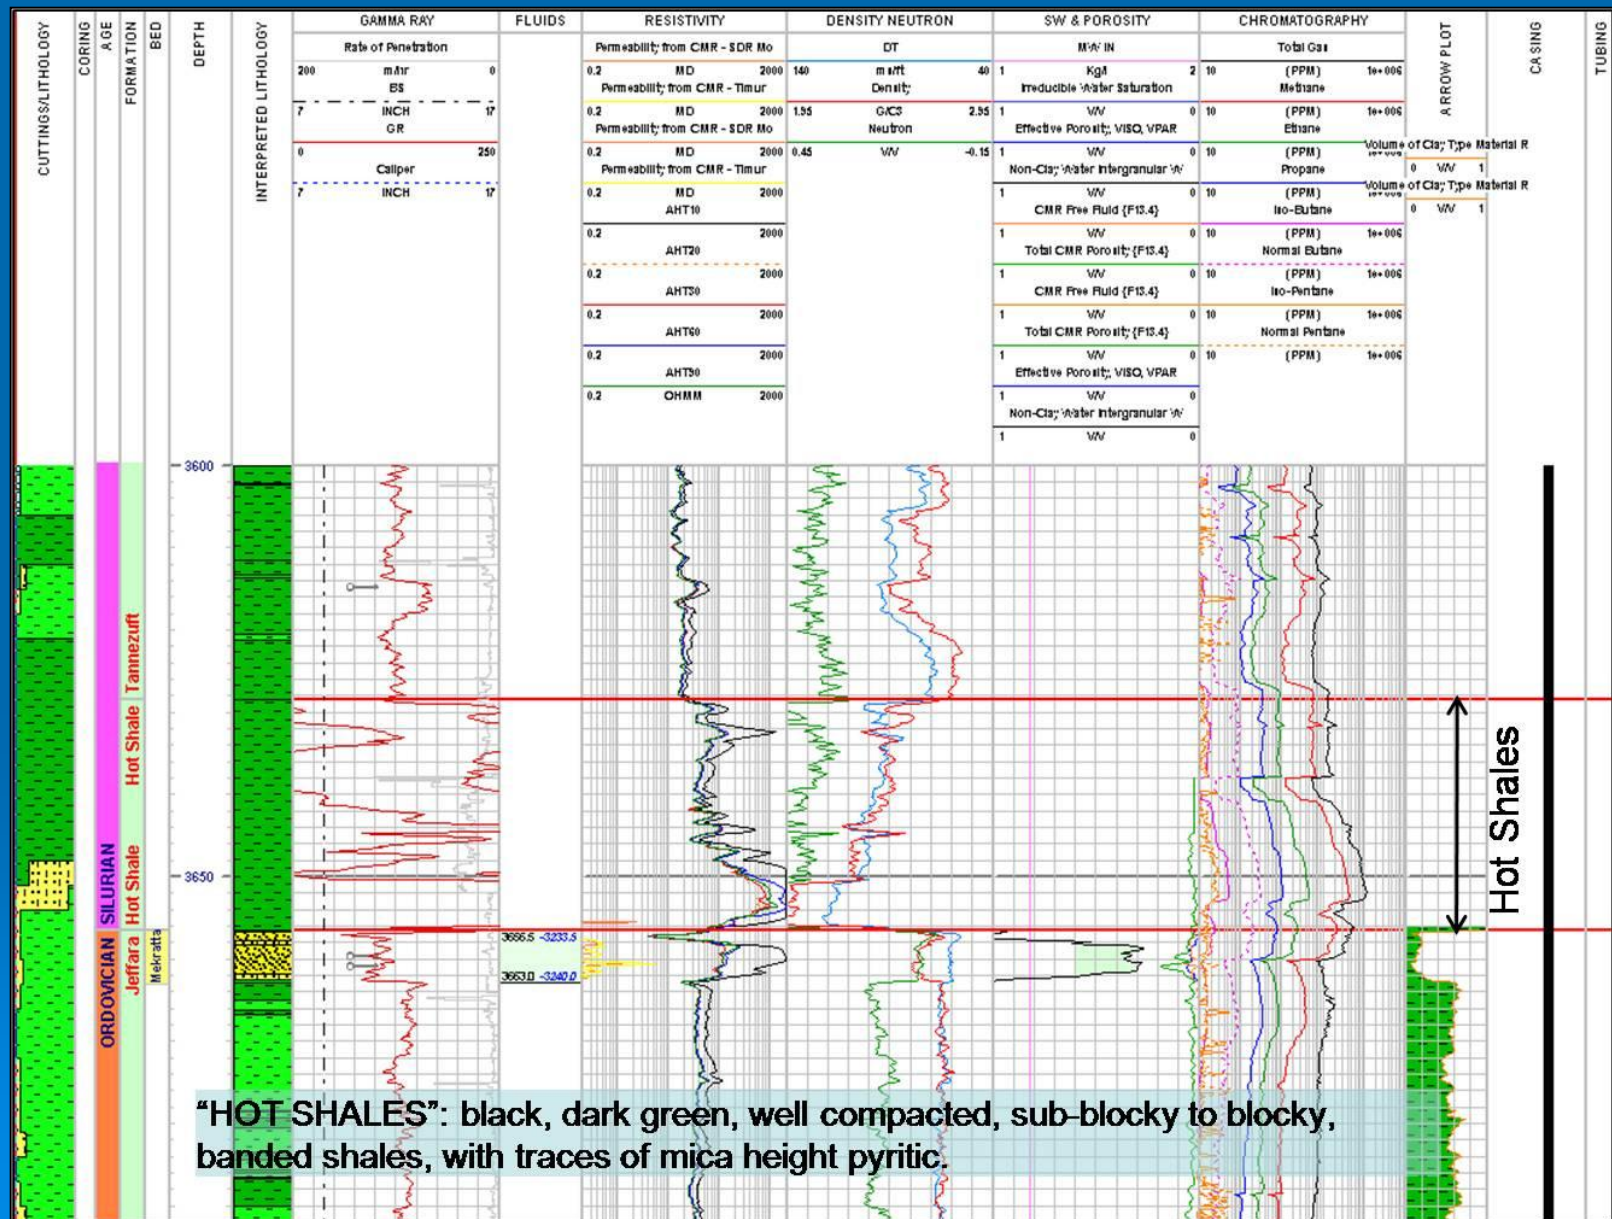 CUTTINGS/LITHOLOGY
CORING
AGE
FORMATION
BED
DEPTH
INTERPRETED LITHOLOGY
GAMMA RAY
Rate of Penetration
200 m/hr 0
BS
7 INCH 17
GR
0 250
Caliper
7 INCH 17
FLUIDS
RESISTIVITY
Permeability from CMR - SDR Mo
0.2 MD 2000
Permeability from CMR - Timur
0.2 MD 2000
Permeability from CMR - SDR Mo
0.2 MD 2000
Permeability from CMR - Timur
0.2 MD 2000
AHT10
0.2 2000
AHT20
0.2 2000
AHT30
0.2 2000
AHT60
0.2 2000
AHT90
0.2 OHMM 2000
DENSITY NEUTRON
DT
140 40
Density
1.95 G/C3 2.95
Neutron
0.45 V/V -0.15
SW & POROSITY
1 Kg/l 2
Irreducible Water Saturation
1 V/V 0
Effective Porosity, VISO, VPAR
1 V/V 0
Non-Clay Water Intergranular W
1 V/V 0
CMR Free Fluid {F13.4}
1 V/V 0
Total CMR Porosity {F13.4}
1 V/V 0
CMR Free Fluid {F13.4}
1 V/V 0
Total CMR Porosity {F13.4}
1 V/V 0
Effective Porosity, VISO, VPAR
1 V/V 0
Non-Clay Water Intergranular W
1 V/V 0
CHROMATOGRAPHY
Total Gas
10 (PPM) 1e+006
Methane
10 (PPM) 1e+006
Ethane
10 (PPM)
Propane
10 (PPM)
Iso-Butane
10 (PPM) 1e+006
Normal Butane
10 (PPM) 1e+006
Iso-Pentane
10 (PPM) 1e+006
Normal Pentane
10 (PPM) 1e+006
ARROW PLOT
Volume of Clay Type Material R
0 V/V 1
Volume of Clay Type Material R
0 V/V 1
CASING
TUBING
3600
3650
SILURIAN
ORDOVICIAN
Tannezuft
Hot Shale
Hot Shale
Jeffara
Mekratta
3666.5 -3233.5
3663.0 -3240.0
Hot Shales
“HOT SHALES”: black, dark green, well compacted, sub-blocky to blocky,
banded shales, with traces of mica height pyritic.